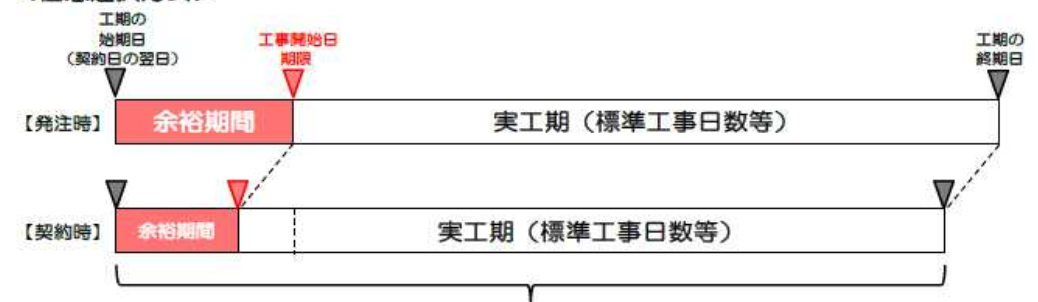 工期の
始期日
（契約日の翌日）
工事開始日
期限
工期の
終期日
【発注時】
余裕期間
実工期（標準工事日数等）
【契約時】
余裕期間
実工期（標準工事日数等）